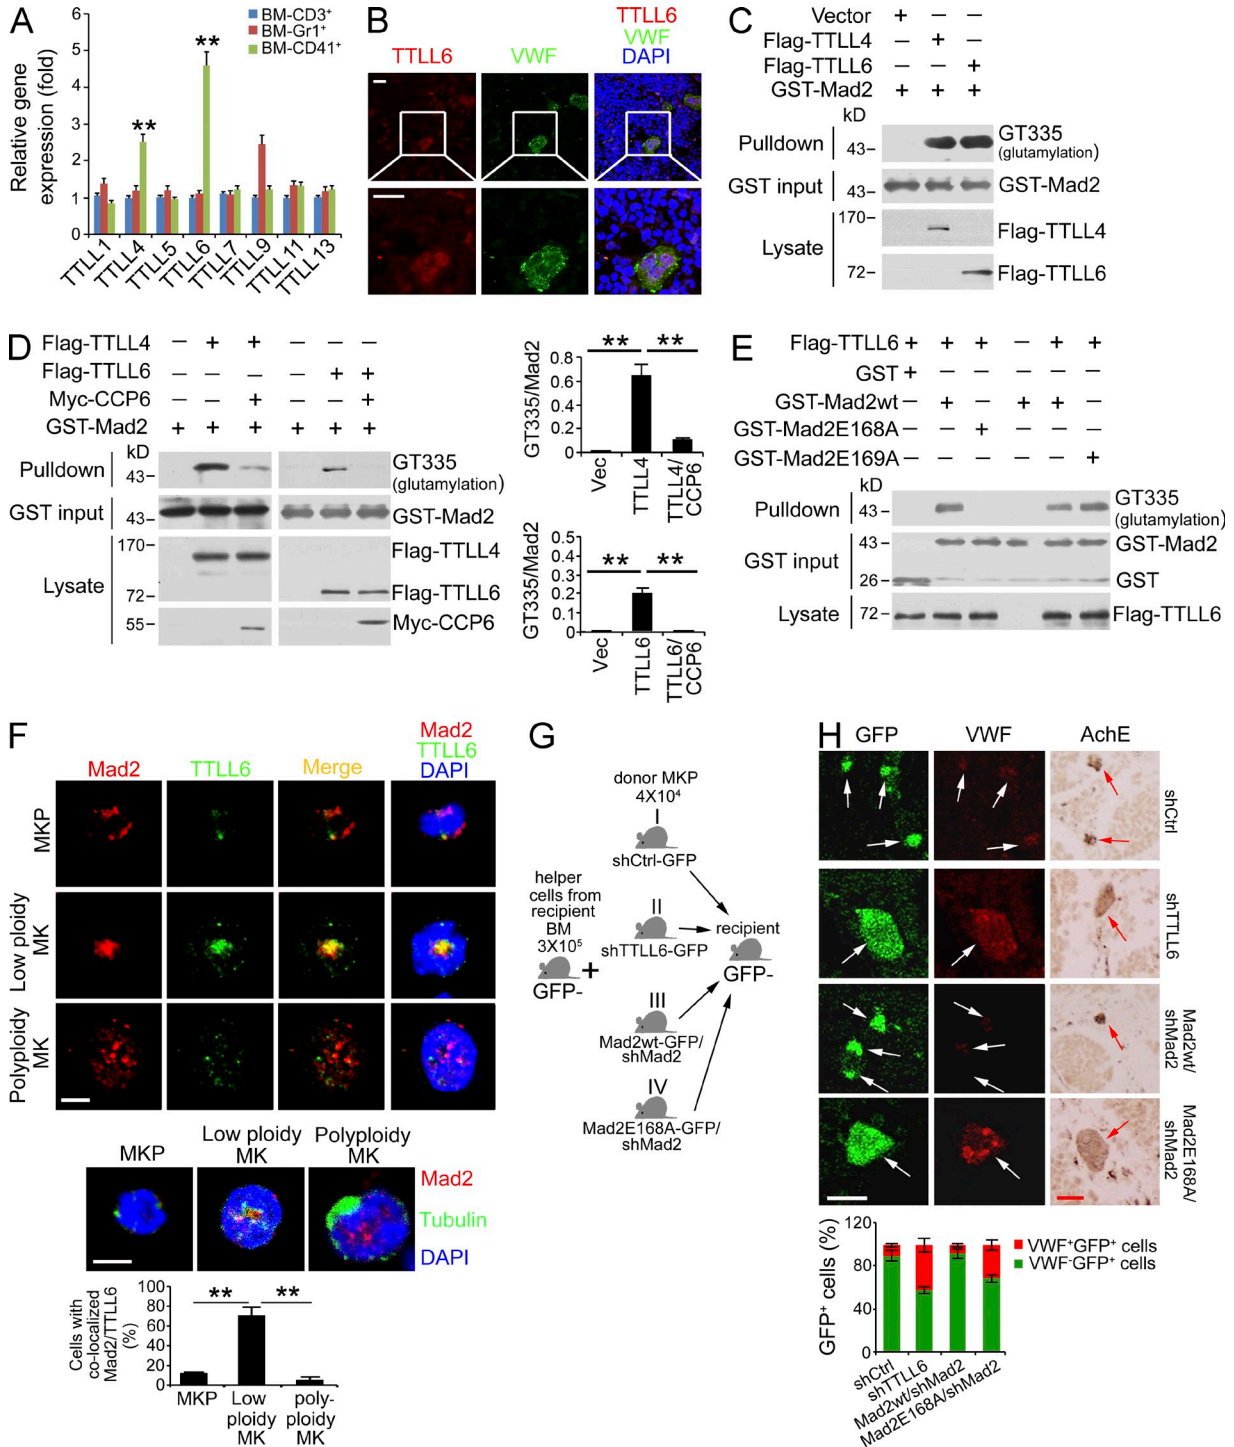 A
Relative gene
expression (fold)
6
5
4
3
2
1
0
BM-CD3+
BM-Gr1+
BM-CD41+
**
**
TTLL1
TTLL4
TTLL5
TTLL6
TTLL7
TTLL9
TTLL11
TTLL13
B
TTLL6
VWF
TTLL6
VWF
DAPI
C
Vector + − −
Flag-TTLL4 − + −
Flag-TTLL6 − − +
GST-Mad2 + + +
kD
Pulldown 43– GT335
(glutamylation)
GST input 43– GST-Mad2
Lysate 170– Flag-TTLL4
72– Flag-TTLL6
D
Flag-TTLL4 − + + − − −
Flag-TTLL6 − − − − + +
Myc-CCP6 − − + − − +
GST-Mad2 + + + + + +
kD
Pulldown 43– GT335
(glutamylation)
GST input 43– GST-Mad2
Lysate 170– Flag-TTLL4
72– Flag-TTLL6
55– Myc-CCP6
GT335/Mad2
0.8
0.6
0.4
0.2
0
** **
Vec
TTLL4
TTLL4/
CCP6
GT335/Mad2
0.5
0.4
0.3
0.2
0.1
0
** **
Vec
TTLL6
TTLL6/
CCP6
E
Flag-TTLL6 + + + − + +
GST + − − − − −
GST-Mad2wt − + − + + −
GST-Mad2E168A − − + − − −
GST-Mad2E169A − − − − − +
kD
Pulldown 43– GT335
(glutamylation)
GST input 43– GST-Mad2
26– GST
Lysate 72– Flag-TTLL6
F
Mad2
TTLL6
Merge
Mad2
TTLL6
DAPI
MKP
Low ploidy
MK
Polyploidy
MK
MKP
Low ploidy
MK
Polyploidy
MK
Mad2
Tubulin
DAPI
Cells with
co-localized
Mad2/TTLL6
(%)
100
80
60
40
20
0
** **
MKP
Low
ploidy
MK
poly-
ploidy
MK
G
donor MKP
4X10⁴
I
shCtrl-GFP
helper
cells from
recipient
BM
3X10⁵
GFP-
+
II
shTTLL6-GFP
recipient
GFP-
III
Mad2wt-GFP/
shMad2
IV
Mad2E168A-GFP/
shMad2
H
GFP
VWF
AchE
shCtrl
shTTLL6
Mad2wt/
shMad2
Mad2E168A/
shMad2
GFP+ cells (%)
120
80
40
0
VWF+GFP+ cells
VWF-GFP+ cells
shCtrl
shTTLL6
Mad2wt/shMad2
Mad2E168A/shMad2